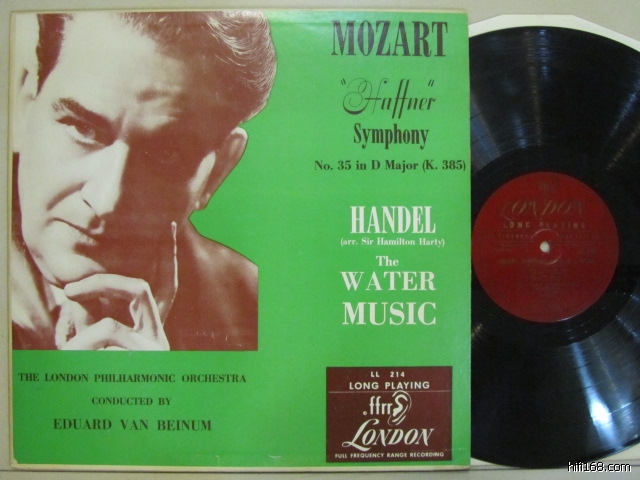 MOZART
"Haffner"
Symphony
No. 35 in D Major (K. 385)
HANDEL
(arr. Sir Hamilton Harty)
The
WATER
MUSIC
THE LONDON PHILHARMONIC ORCHESTRA
CONDUCTED BY
EDUARD VAN BEINUM
LL 214
LONG PLAYING
.ffrr
LONDON
FULL FREQUENCY RANGE RECORDING
LONDON
LONG PLAYING
hifi168.com